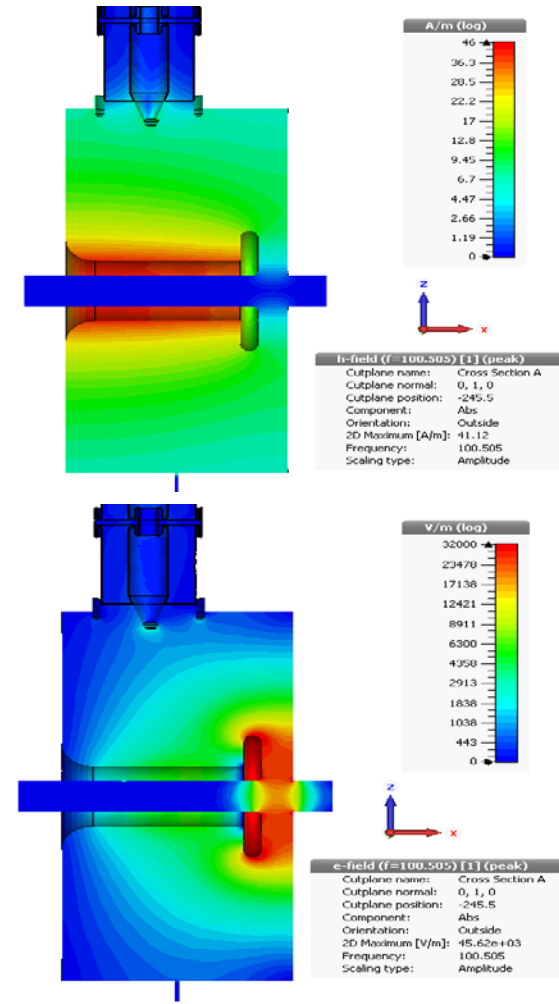 A/m (log)
46
36.3
28.5
22.2
17
12.8
9.45
6.7
4.47
2.66
1.19
0
z
x
h-field (f=100.505) [1] (peak)
Cutplane name: Cross Section A
Cutplane normal: 0, 1, 0
Cutplane position: -245.5
Component: Abs
Orientation: Outside
2D Maximum [A/m]: 41.12
Frequency: 100.505
Scaling type: Amplitude
V/m (log)
32000
23478
17138
12421
8911
6300
4358
2913
1838
1038
443
0
z
x
e-field (f=100.505) [1] (peak)
Cutplane name: Cross Section A
Cutplane normal: 0, 1, 0
Cutplane position: -245.5
Component: Abs
Orientation: Outside
2D Maximum [V/m]: 45.62e+03
Frequency: 100.505
Scaling type: Amplitude